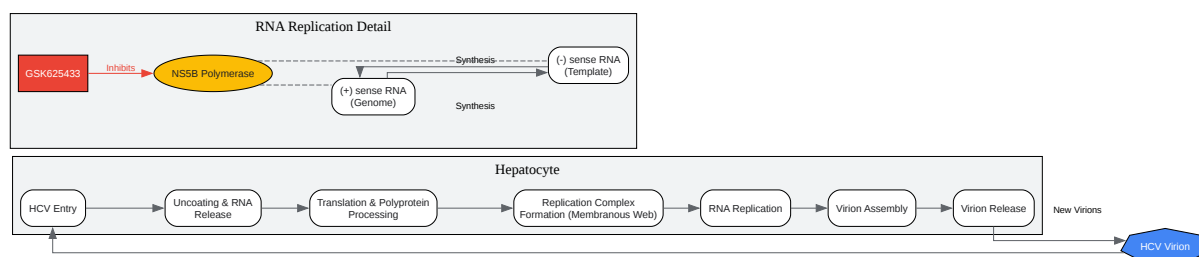 RNA Replication Detail
GSK625433
Inhibits
NS5B Polymerase
Synthesis
(-) sense RNA
(Template)
(+) sense RNA
(Genome)
Synthesis
Hepatocyte
HCV Entry
Uncoating & RNA
Release
Translation & Polyprotein
Processing
Replication Complex
Formation (Membranous Web)
RNA Replication
Virion Assembly
Virion Release
New Virions
HCV Virion